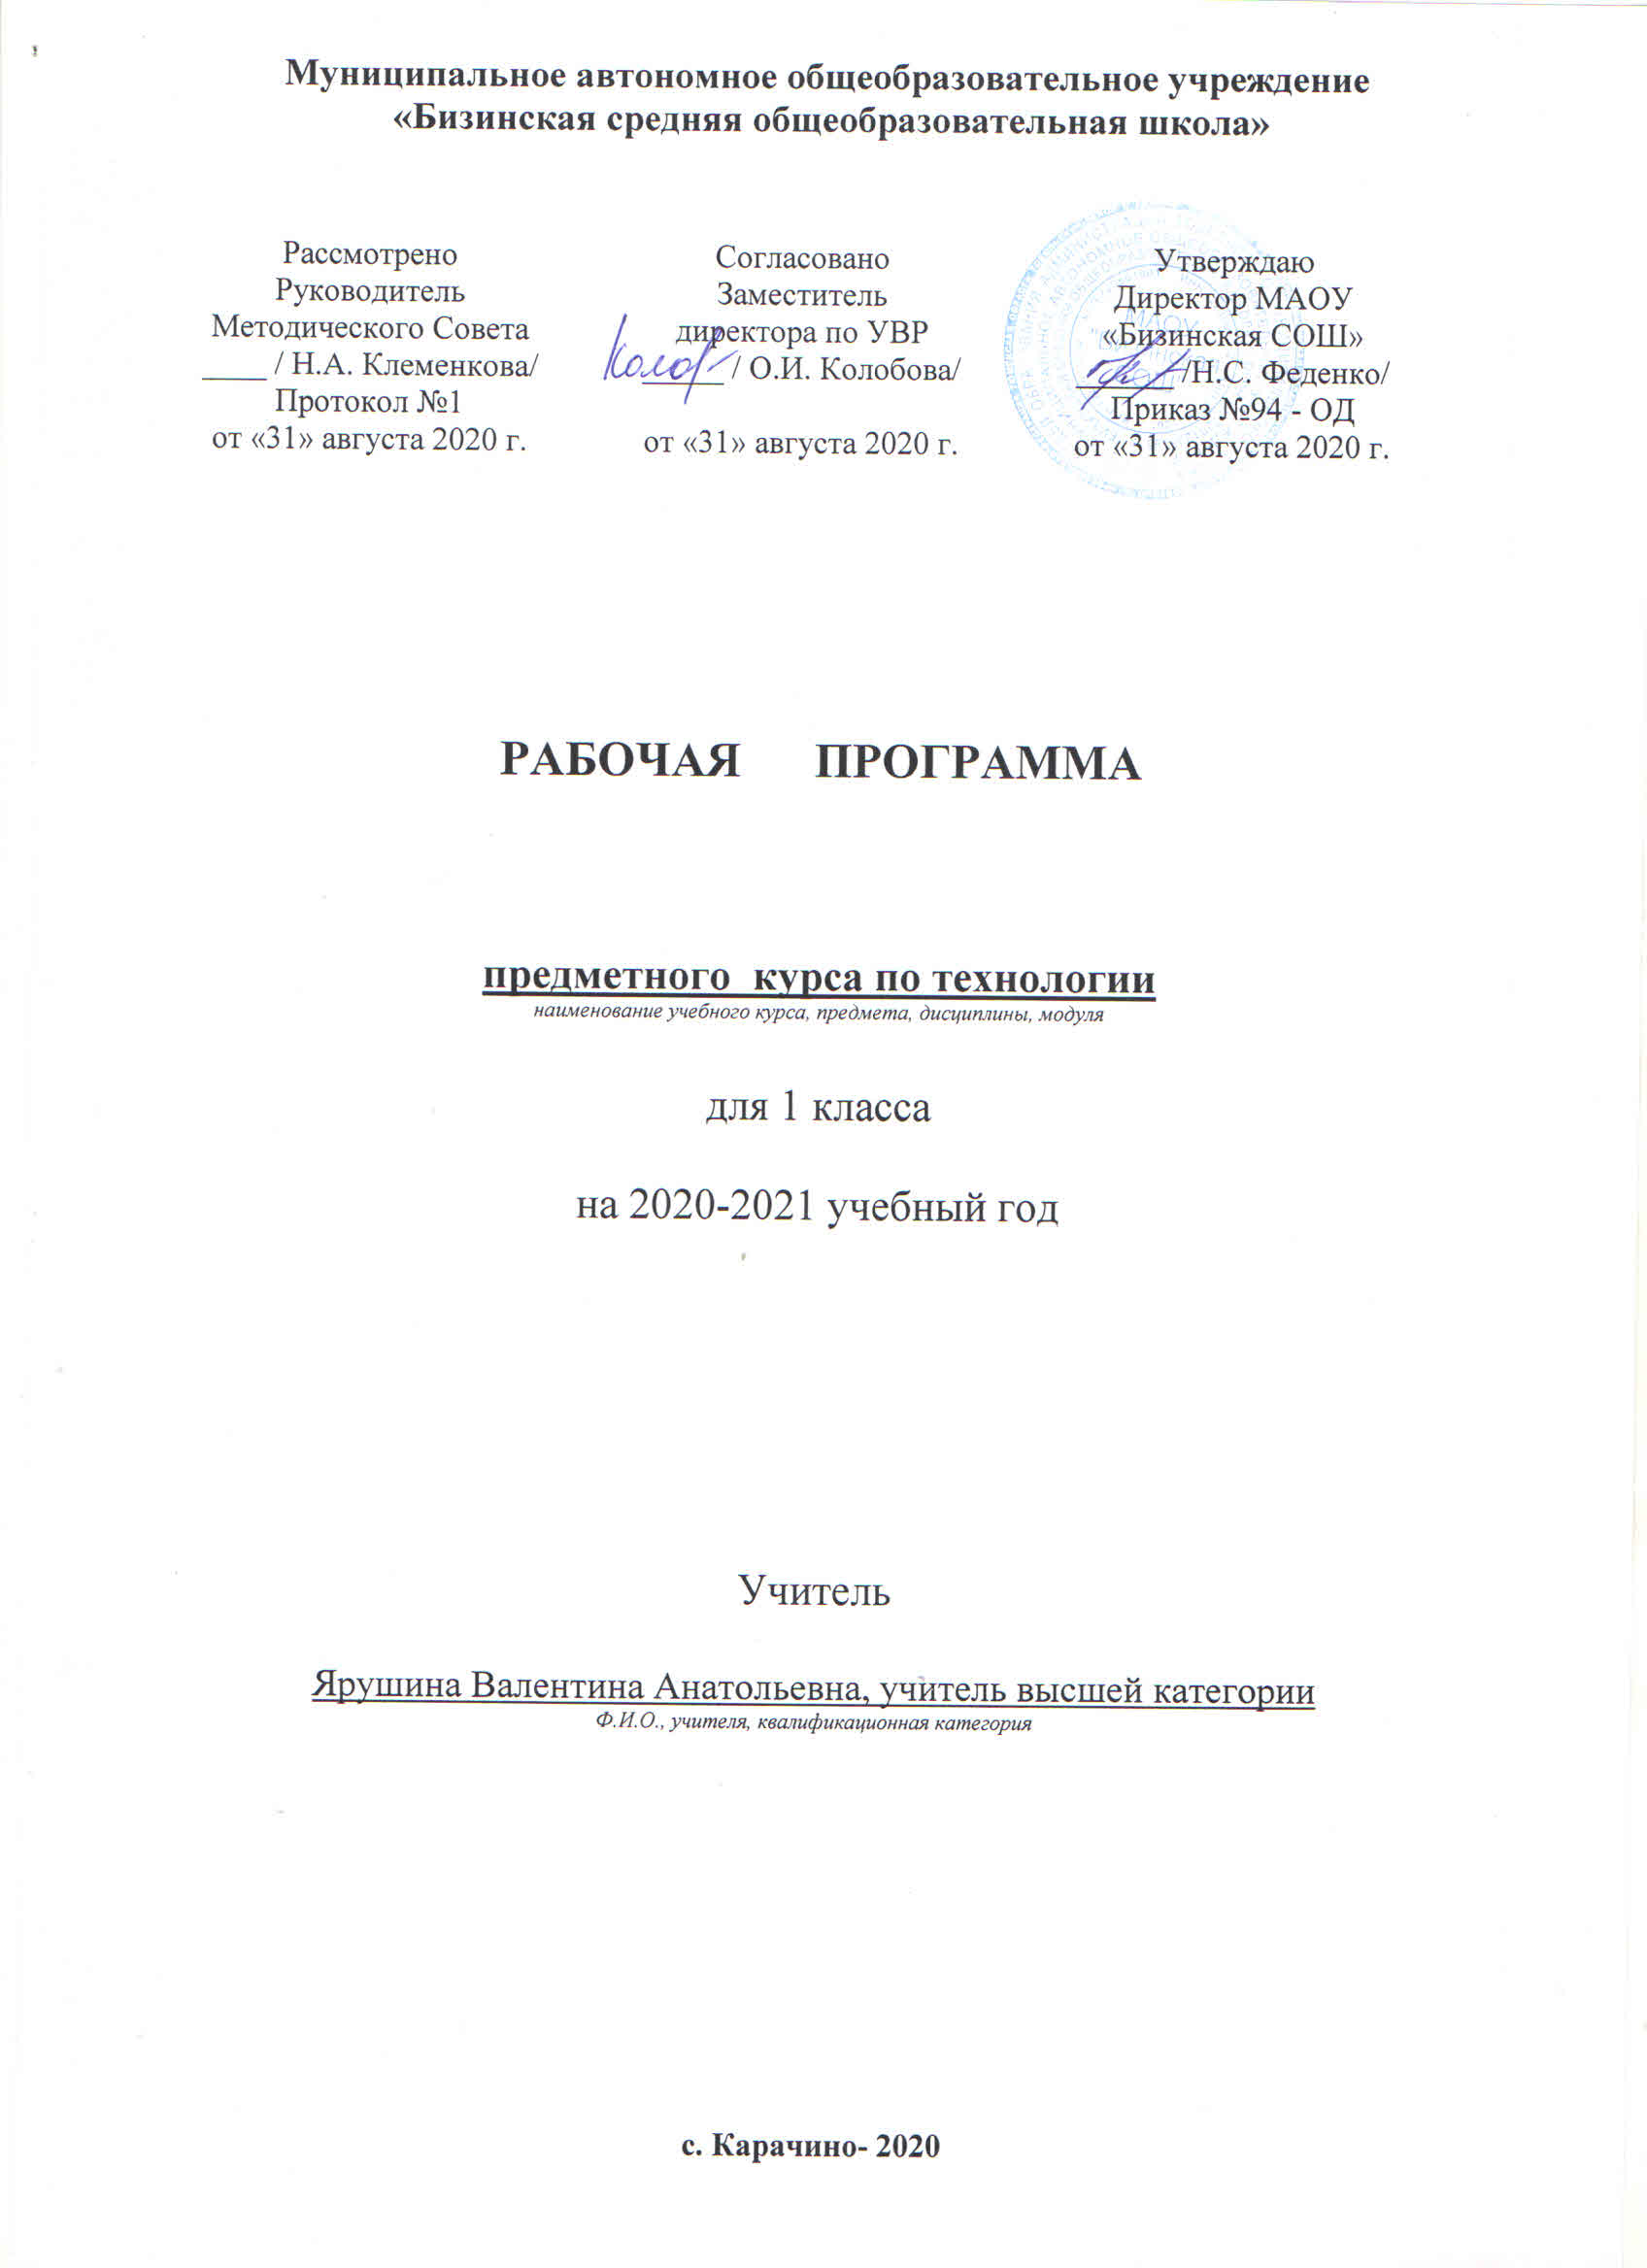 Муниципальное автономное общеобразовательное учреждение
«Бизинская средняя общеобразовательная школа»
Рассмотрено
Руководитель
Методического Совета
____ / Н.А. Клеменкова/
Протокол №1
от «31» августа 2020 г.
Согласовано
Заместитель
директора по УВР
_____ / О.И. Колобова/
от «31» августа 2020 г.
Утверждаю
Директор МАОУ
«Бизинская СОШ»
______ /Н.С. Феденко/
Приказ №94 - ОД
от «31» августа 2020 г.
РАБОЧАЯ ПРОГРАММА
предметного курса по технологии
наименование учебного курса, предмета, дисциплины, модуля
для 1 класса
на 2020-2021 учебный год
Учитель
Ярушина Валентина Анатольевна, учитель высшей категории
Ф.И.О., учителя, квалификационная категория
с. Карачино- 2020